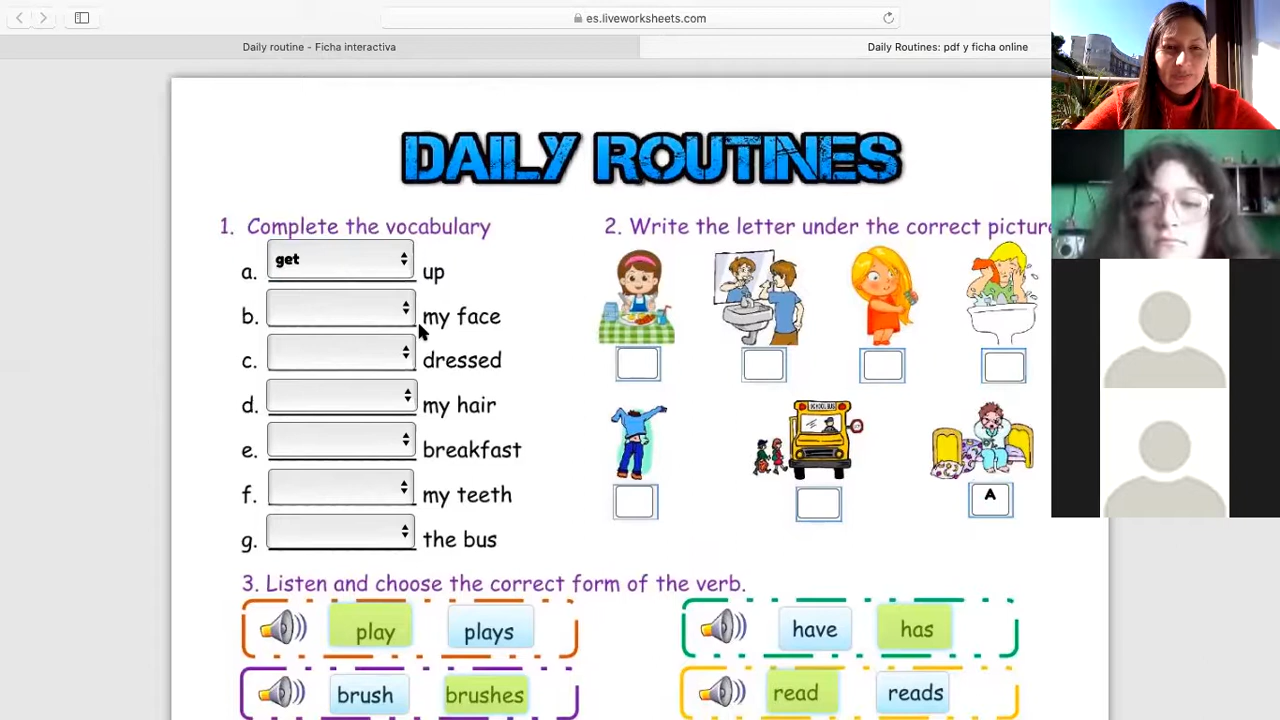 es.liveworksheets.com
Daily routine - Ficha interactiva
Daily Routines: pdf y ficha online
DAILY ROUTINES
1. Complete the vocabulary
a. get up
b. my face
c. dressed
d. my hair
e. breakfast
f. my teeth
g. the bus
2. Write the letter under the correct picture
SCHOOL BUS
A
3. Listen and choose the correct form of the verb.
play plays
have has
brush brushes
read reads